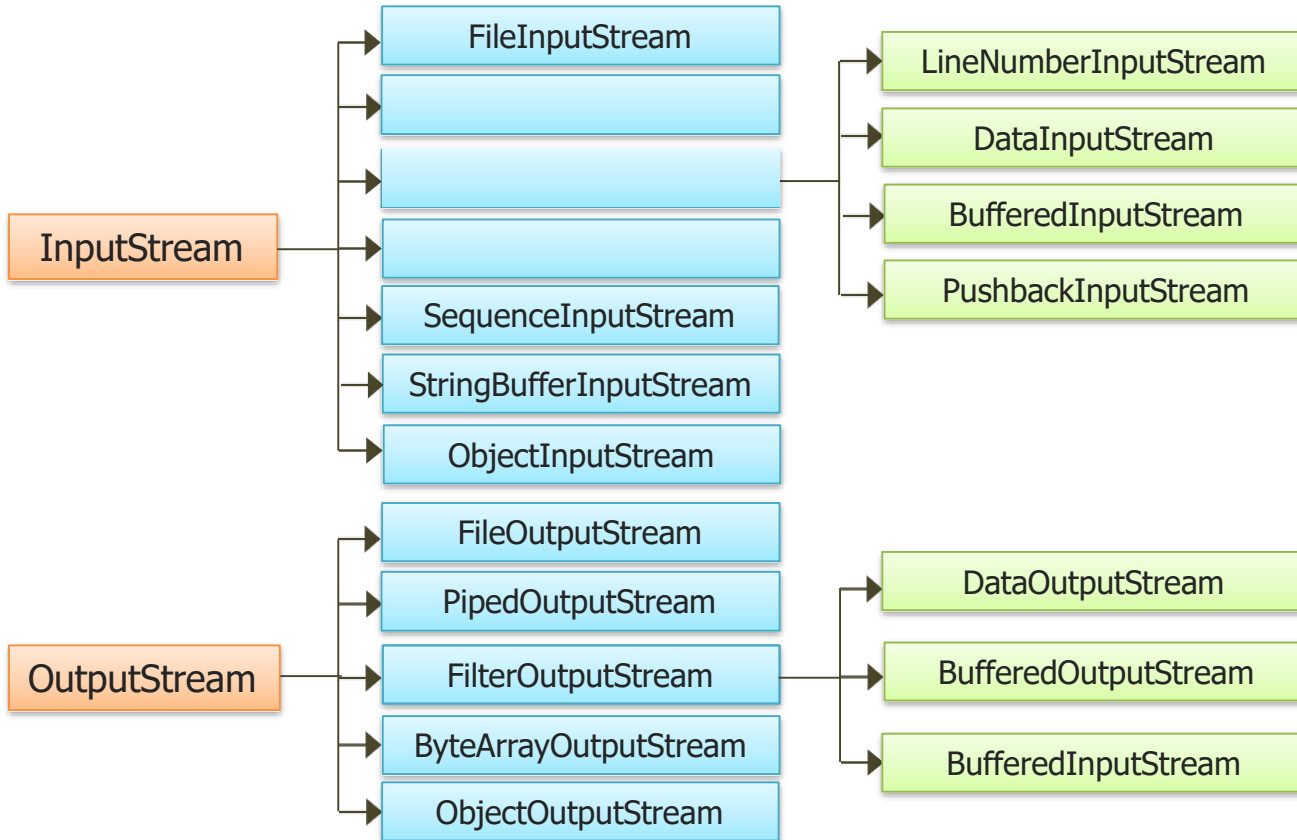 InputStream
FileInputStream
SequenceInputStream
StringBufferInputStream
ObjectInputStream
LineNumberInputStream
DataInputStream
BufferedInputStream
PushbackInputStream
OutputStream
FileOutputStream
PipedOutputStream
FilterOutputStream
ByteArrayOutputStream
ObjectOutputStream
DataOutputStream
BufferedOutputStream
BufferedInputStream